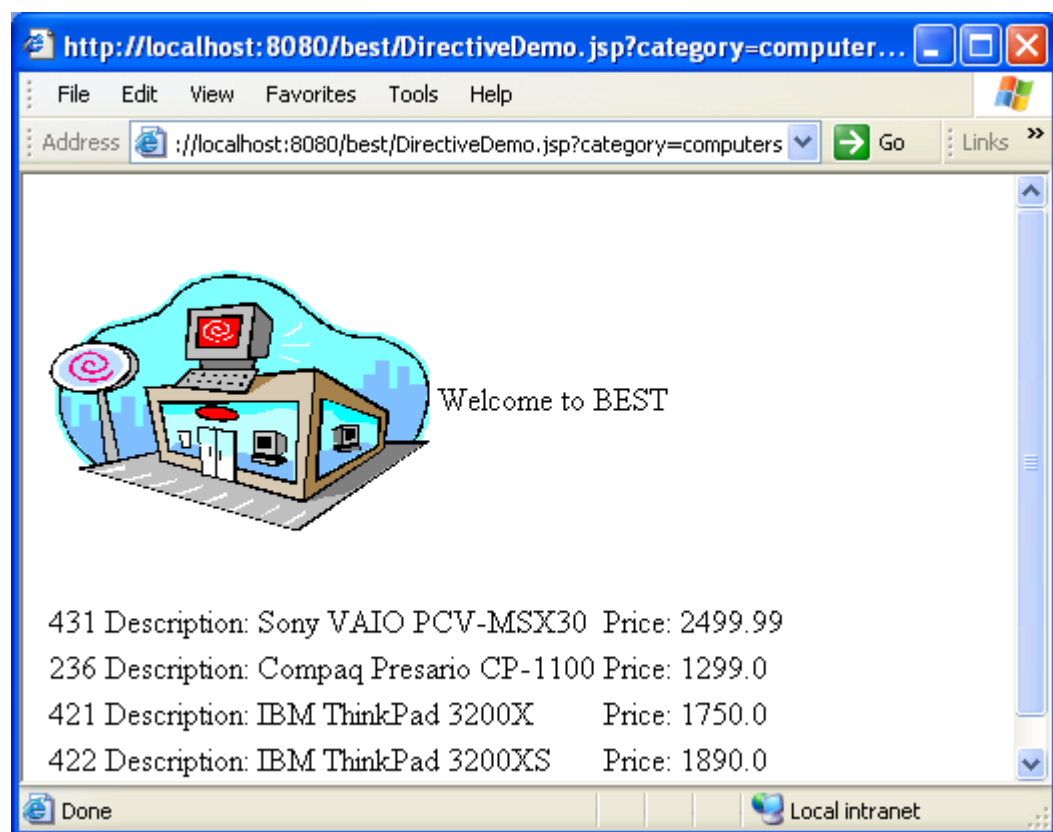 http://localhost:8080/best/DirectiveDemo.jsp?category=computer...
File Edit View Favorites Tools Help
Address ://localhost:8080/best/DirectiveDemo.jsp?category=computers Go Links »
Welcome to BEST
431 Description: Sony VAIO PCV-MSX30 Price: 2499.99
236 Description: Compaq Presario CP-1100 Price: 1299.0
421 Description: IBM ThinkPad 3200X Price: 1750.0
422 Description: IBM ThinkPad 3200XS Price: 1890.0
Done Local intranet